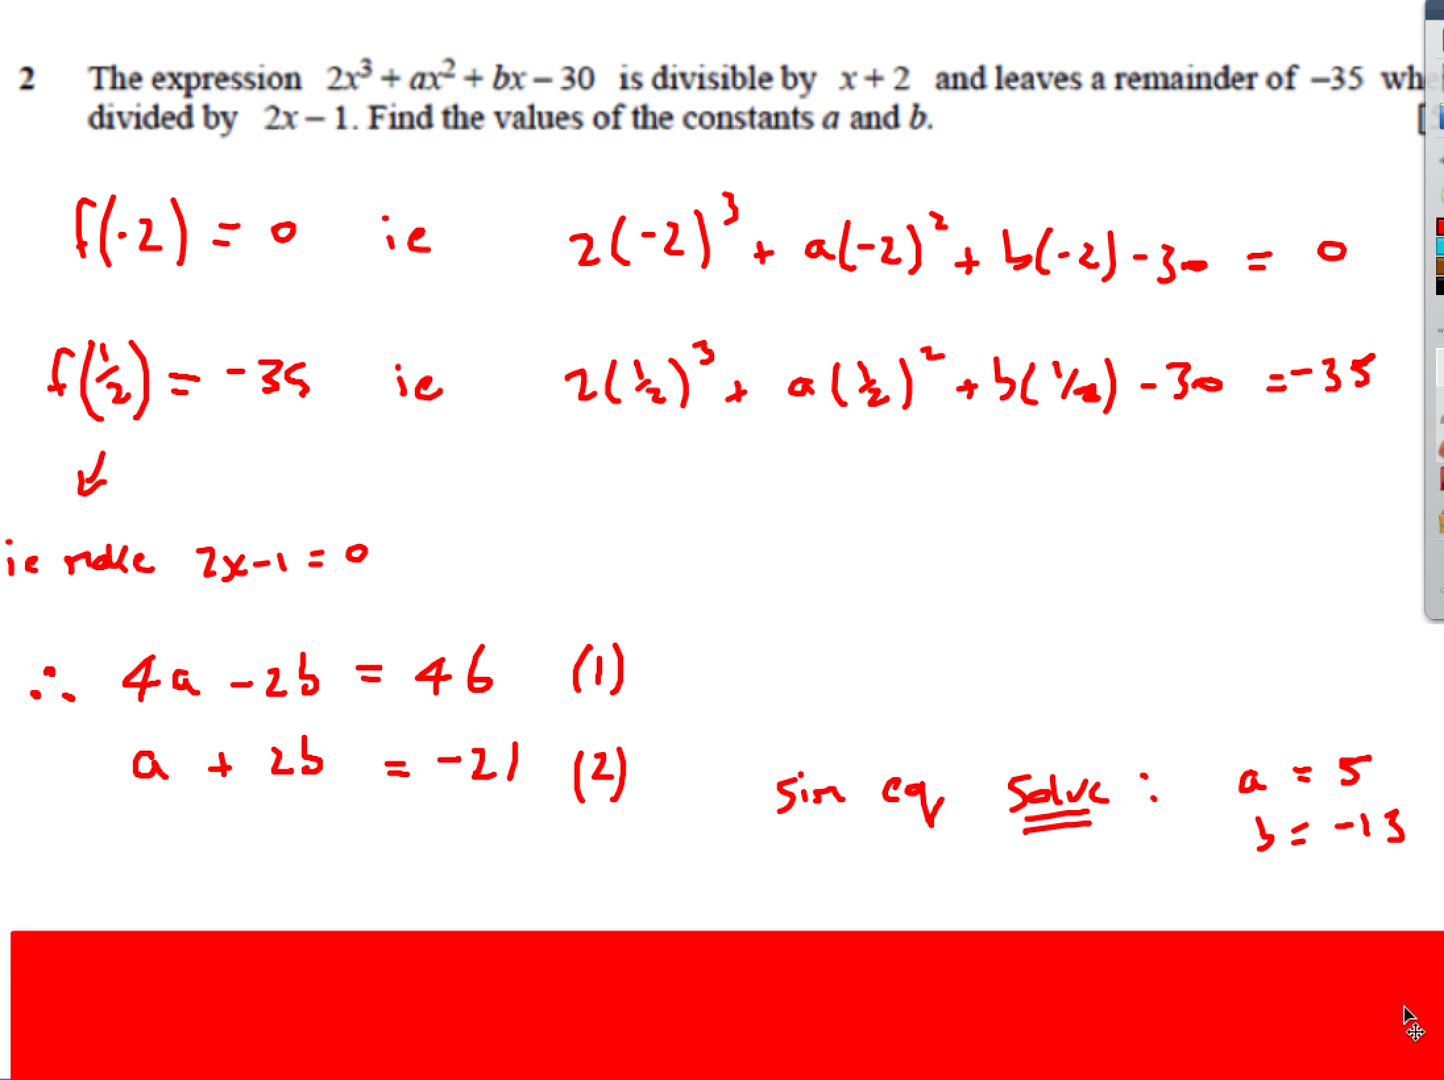 2 The expression 2x³ + ax² + bx – 30 is divisible by x + 2 and leaves a remainder of –35
divided by 2x – 1. Find the values of the constants a and b.
f(-2) = 0 ie 2(-2)³ + a(-2)² + b(-2) - 30 = 0
f(1/2) = -35 ie 2(1/2)³ + a(1/2)² + b(1/2) - 30 = -35
ie make 2x-1 = 0
∴ 4a - 2b = 46 (1)
a + 2b = -21 (2)
sim eq solve : a = 5
b = -13